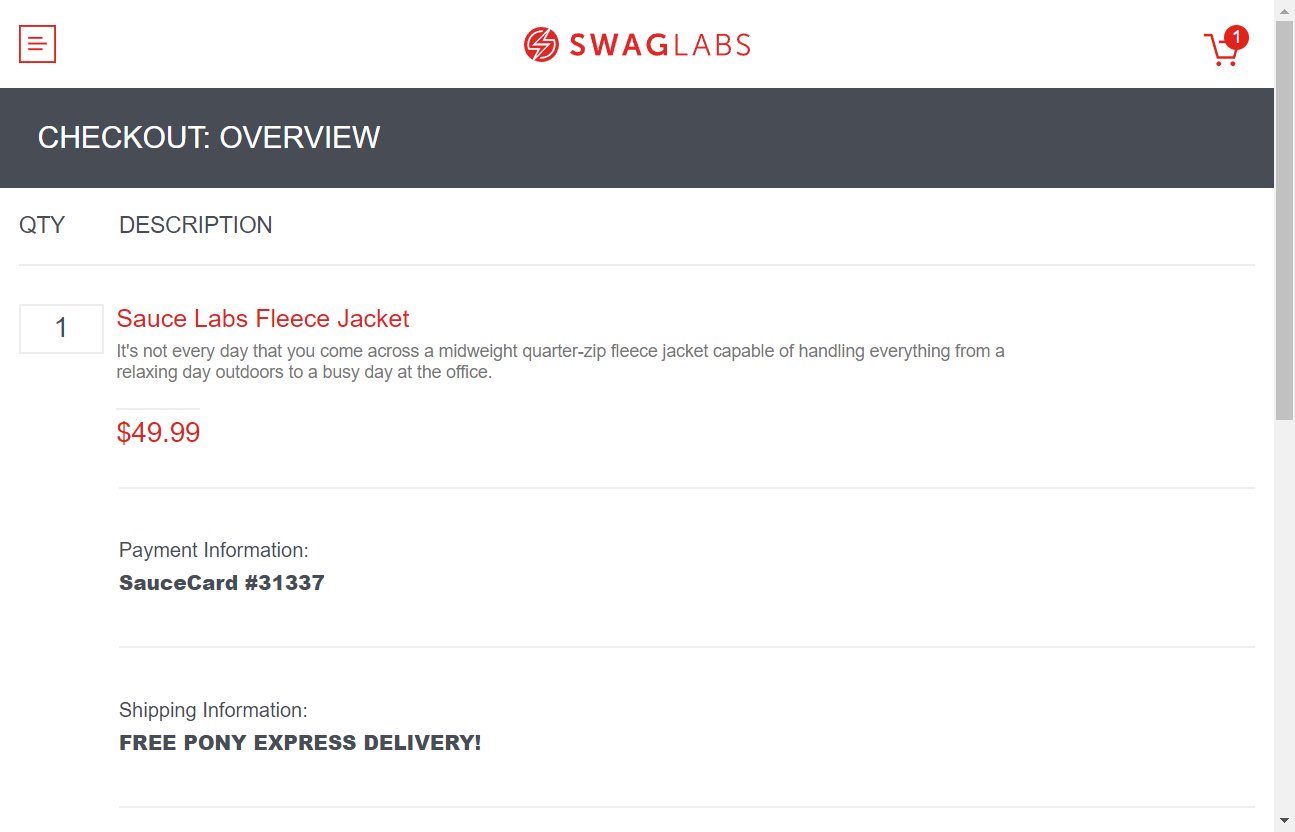 SWAGLABS
1
CHECKOUT: OVERVIEW
QTY DESCRIPTION
1
Sauce Labs Fleece Jacket
It's not every day that you come across a midweight quarter-zip fleece jacket capable of handling everything from a
relaxing day outdoors to a busy day at the office.
$49.99
Payment Information:
SauceCard #31337
Shipping Information:
FREE PONY EXPRESS DELIVERY!